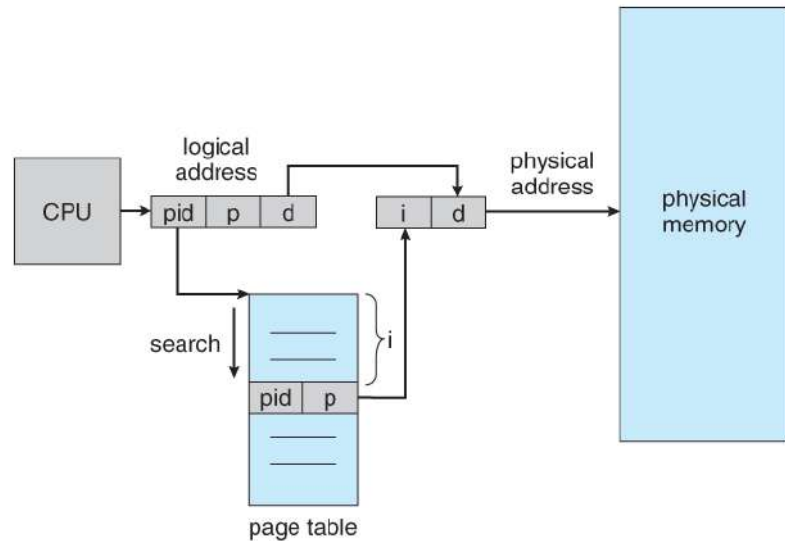 logical
address
physical
address
CPU
pid p d
i d
physical
memory
search
i
pid p
page table